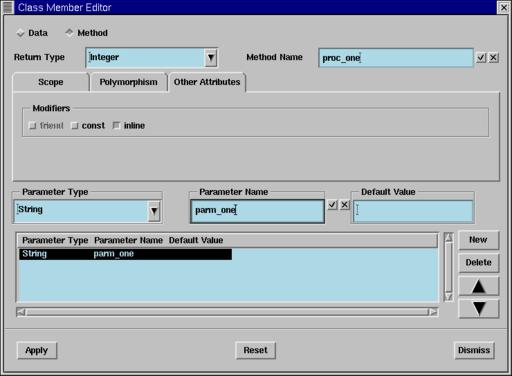 Class Member Editor
Data Method
Return Type Integer Method Name proc_one
Scope Polymorphism Other Attributes
Modifiers
friend const inline
Parameter Type Parameter Name Default Value
String parm_one
Parameter Type Parameter Name Default Value
String parm_one
New
Delete
Apply Reset Dismiss